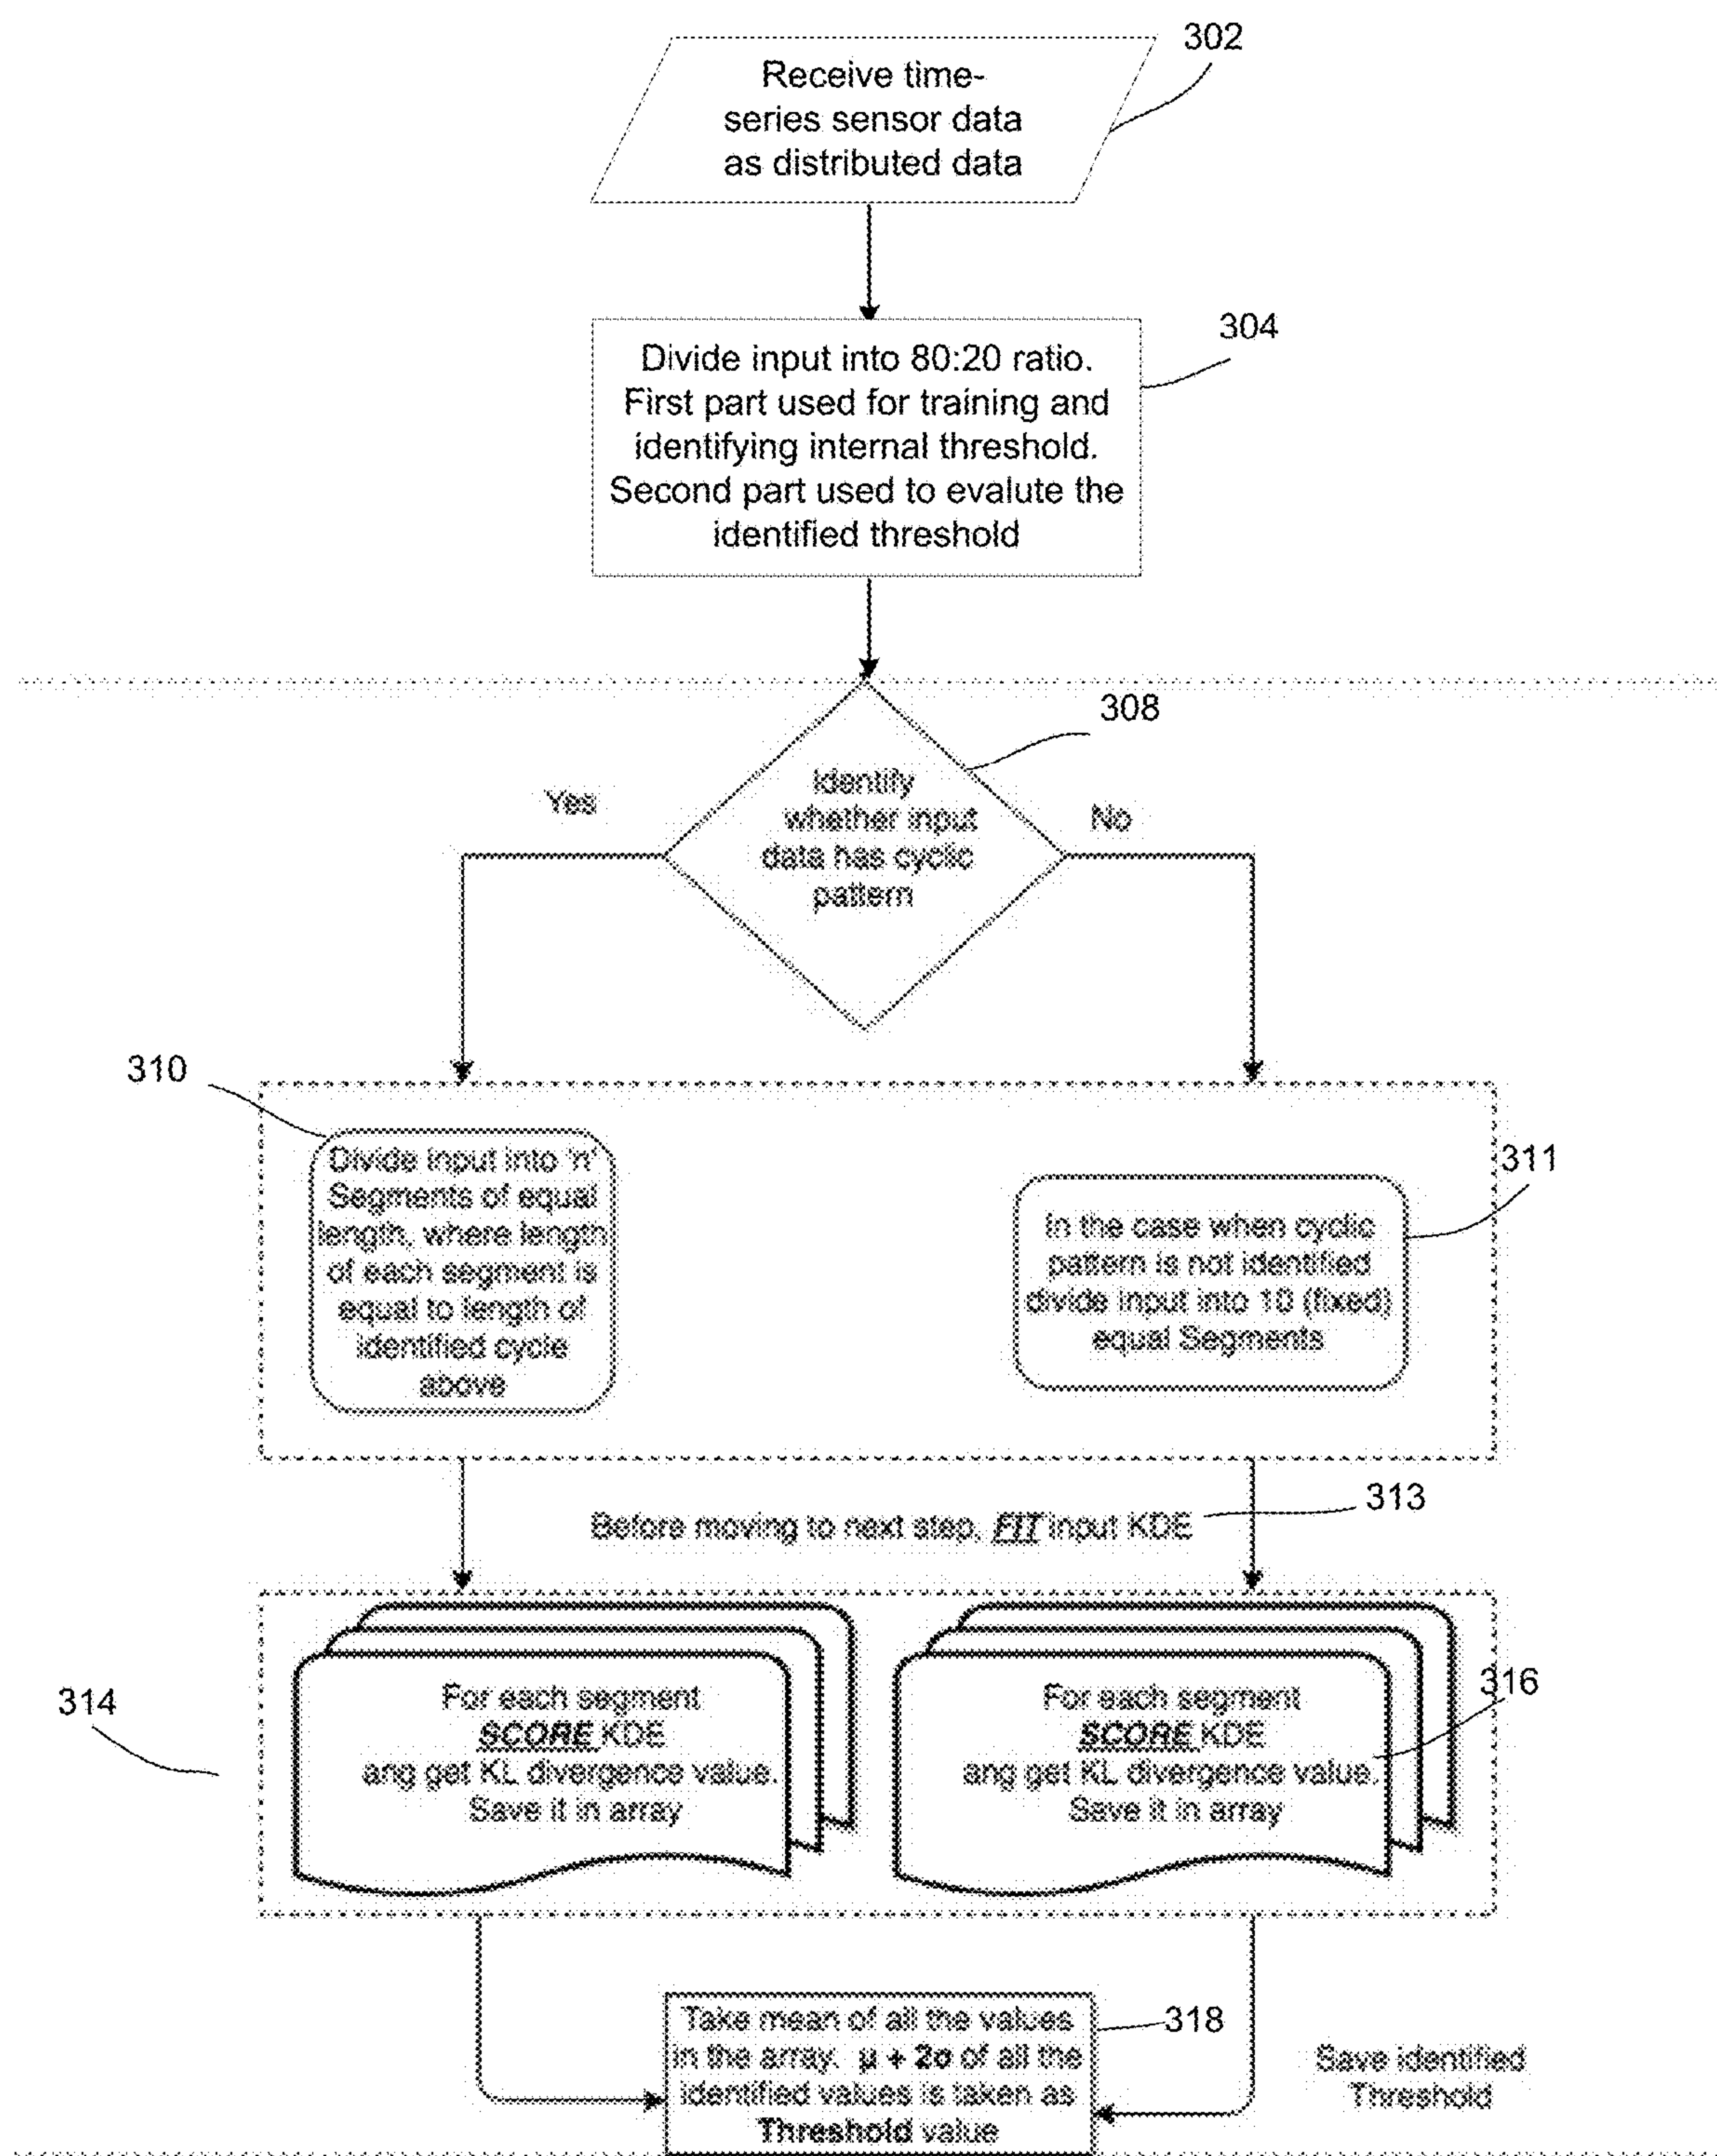 302
Receive time-
series sensor data
as distributed data
304
Divide input into 80:20 ratio.
First part used for training and
identifying internal threshold.
Second part used to evalute the
identified threshold
308
Identify
whether input
data has cyclic
pattern
Yes
No
310
Divide input into 'n'
Segments of equal
length, where length
of each segment is
equal to length of
identified cycle
above
311
In the case when cyclic
pattern is not identified
divide input into 10 (fixed)
equal Segments
313
Before moving to next step, FIT input KDE
314
For each segment
SCORE KDE
ang get KL divergence value.
Save it in array
316
For each segment
SCORE KDE
ang get KL divergence value.
Save it in array
318
Take mean of all the values
in the array. μ + 2σ of all the
identified values is taken as
Threshold value
Save identified
Threshold